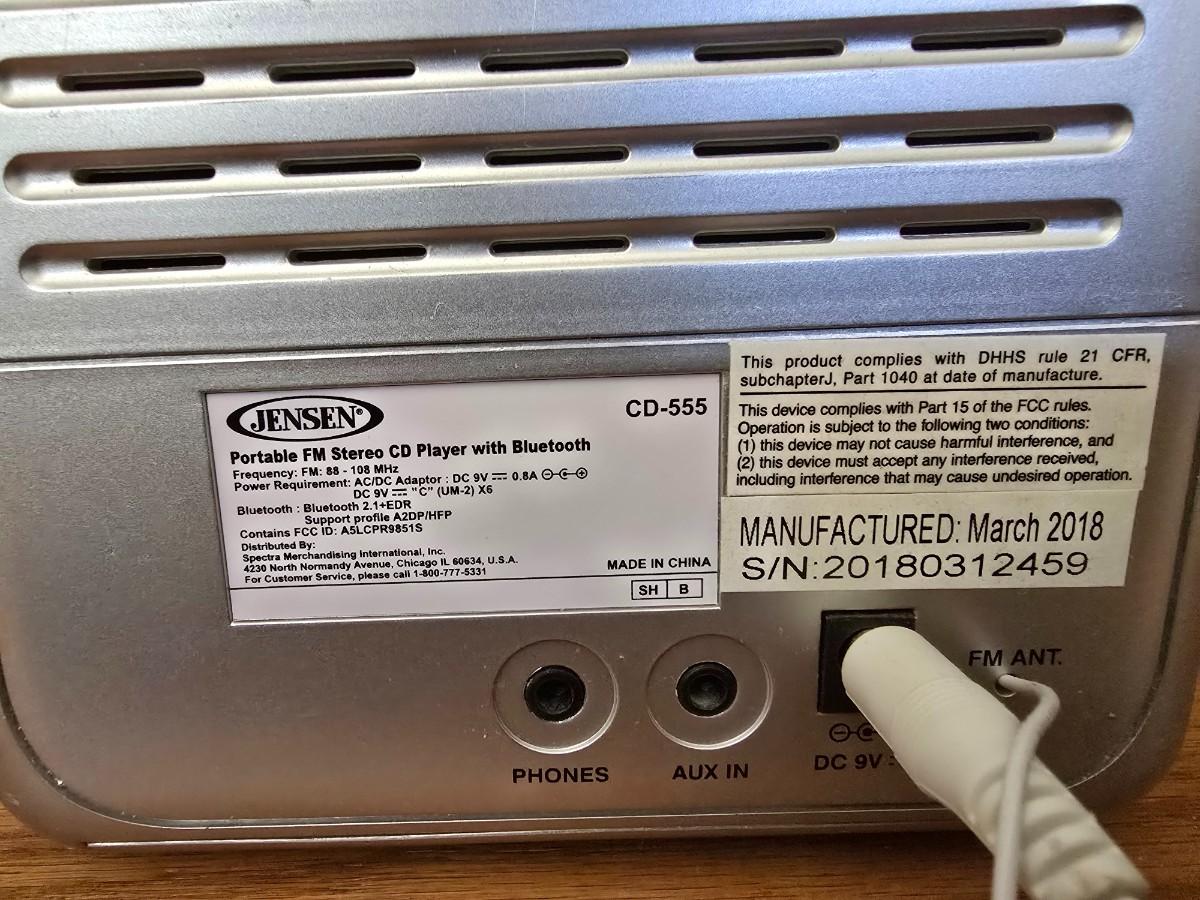 JENSEN®
CD-555
Portable FM Stereo CD Player with Bluetooth
Frequency: FM: 88 - 108 MHz
Power Requirement: AC/DC Adaptor : DC 9V ⎓ 0.8A
DC 9V ⎓ "C" (UM-2) X6
Bluetooth : Bluetooth 2.1+EDR
Support profile A2DP/HFP
Contains FCC ID: A5LCPR9851S
Distributed By:
Spectra Merchandising International, Inc.
4230 North Normandy Avenue, Chicago IL 60634, U.S.A.
For Customer Service, please call 1-800-777-5331
MADE IN CHINA
SH B
This product complies with DHHS rule 21 CFR,
subchapterJ, Part 1040 at date of manufacture.
This device complies with Part 15 of the FCC rules.
Operation is subject to the following two conditions:
(1) this device may not cause harmful interference, and
(2) this device must accept any interference received,
including interference that may cause undesired operation.
MANUFACTURED: March 2018
S/N:20180312459
FM ANT.
PHONES
AUX IN
DC 9V